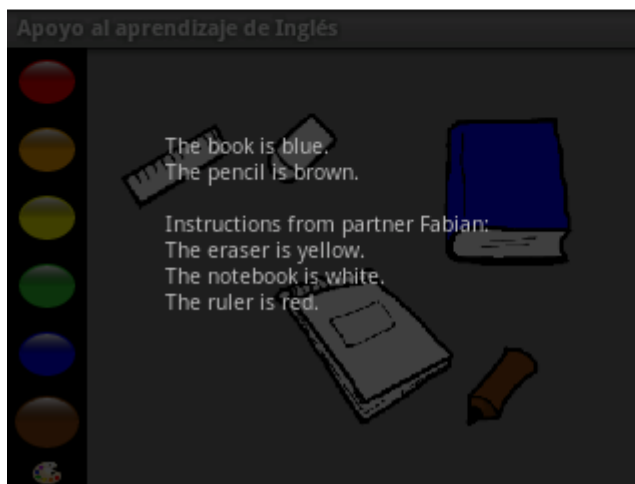 Apoyo al aprendizaje de Inglés
The book is blue.
The pencil is brown.
Instructions from partner Fabian:
The eraser is yellow.
The notebook is white.
The ruler is red.